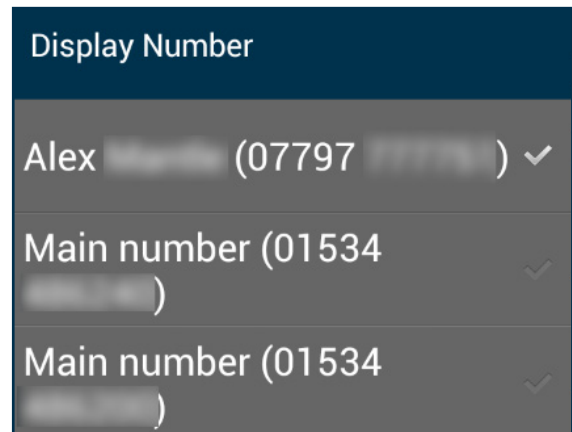 Display Number
Alex (07797 )
Main number (01534
)
Main number (01534
)